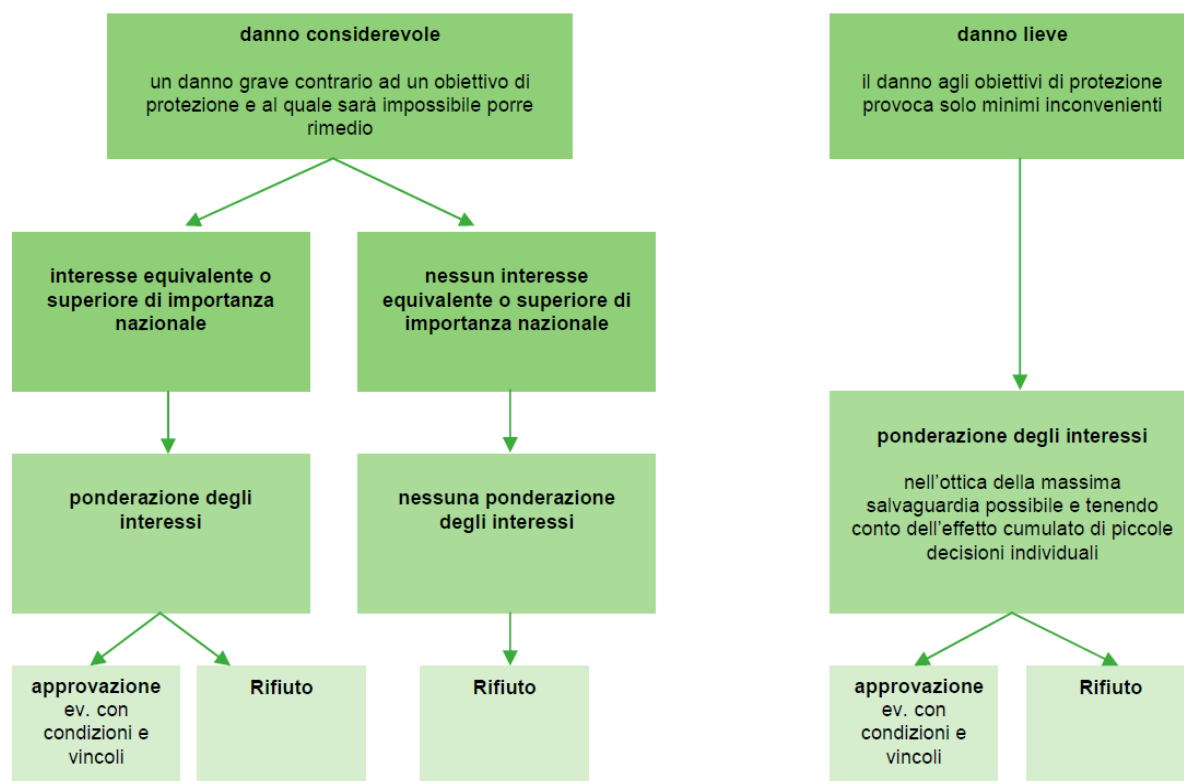 danno considerevole
un danno grave contrario ad un obiettivo di
protezione e al quale sarà impossibile porre
rimedio
danno lieve
il danno agli obiettivi di protezione
provoca solo minimi inconvenienti
interesse equivalente o
superiore di importanza
nazionale
nessun interesse
equivalente o superiore di
importanza nazionale
ponderazione degli
interessi
nessuna ponderazione
degli interessi
ponderazione degli interessi
nell'ottica della massima
salvaguardia possibile e tenendo
conto dell'effetto cumulato di piccole
decisioni individuali
approvazione
ev. con
condizioni e
vincoli
Rifiuto
Rifiuto
approvazione
ev. con
condizioni e
vincoli
Rifiuto